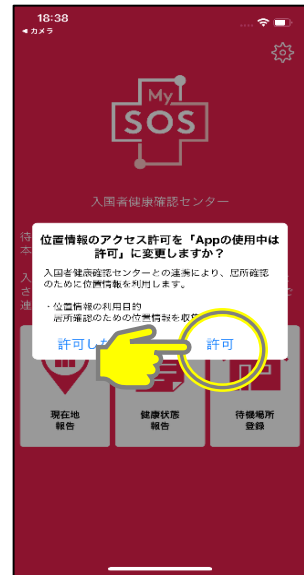 18:38
◀ カメラ
My
SOS
入国者健康確認センター
位置情報のアクセス許可を「Appの使用中は
許可」に変更しますか？
入国者健康確認センターとの連携により、居所確認
のために位置情報を利用します。
・位置情報の利用目的
居所確認のための位置情報を収
許可し
許可
現在地
報告
健康状態
報告
待機場所
登録